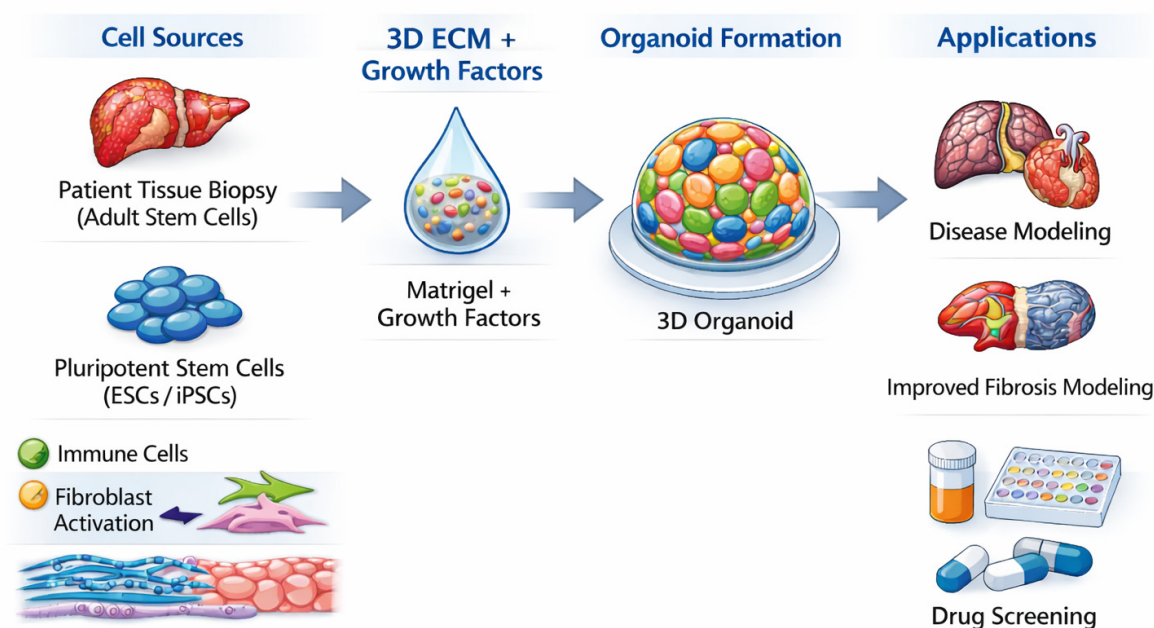 Cell Sources
Patient Tissue Biopsy
(Adult Stem Cells)
Pluripotent Stem Cells
(ESCs / iPSCs)
Immune Cells
Fibroblast
Activation
3D ECM +
Growth Factors
Matrigel +
Growth Factors
Organoid Formation
3D Organoid
Applications
Disease Modeling
Improved Fibrosis Modeling
Drug Screening